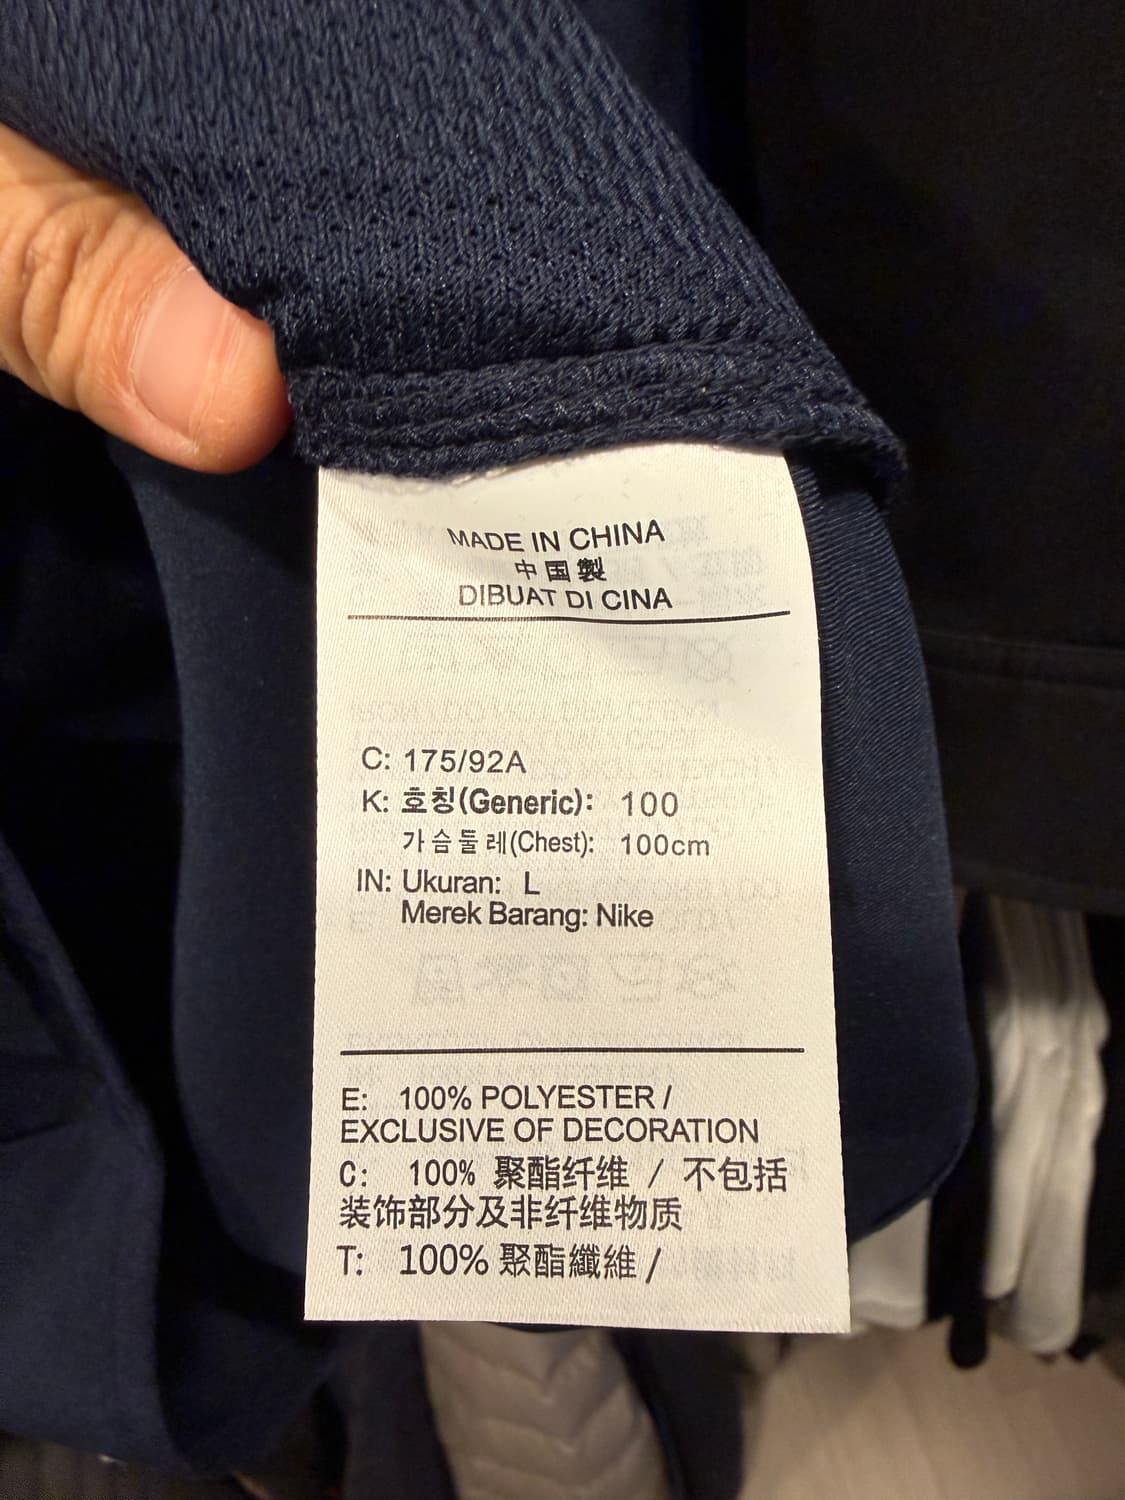 MADE IN CHINA
中国製
DIBUAT DI CINA
C: 175/92A
K: 호칭(Generic): 100
가슴둘레(Chest): 100cm
IN: Ukuran: L
Merek Barang: Nike
E: 100% POLYESTER /
EXCLUSIVE OF DECORATION
C: 100% 聚酯纤维 / 不包括
装饰部分及非纤维物质
T: 100% 聚酯纖維 /